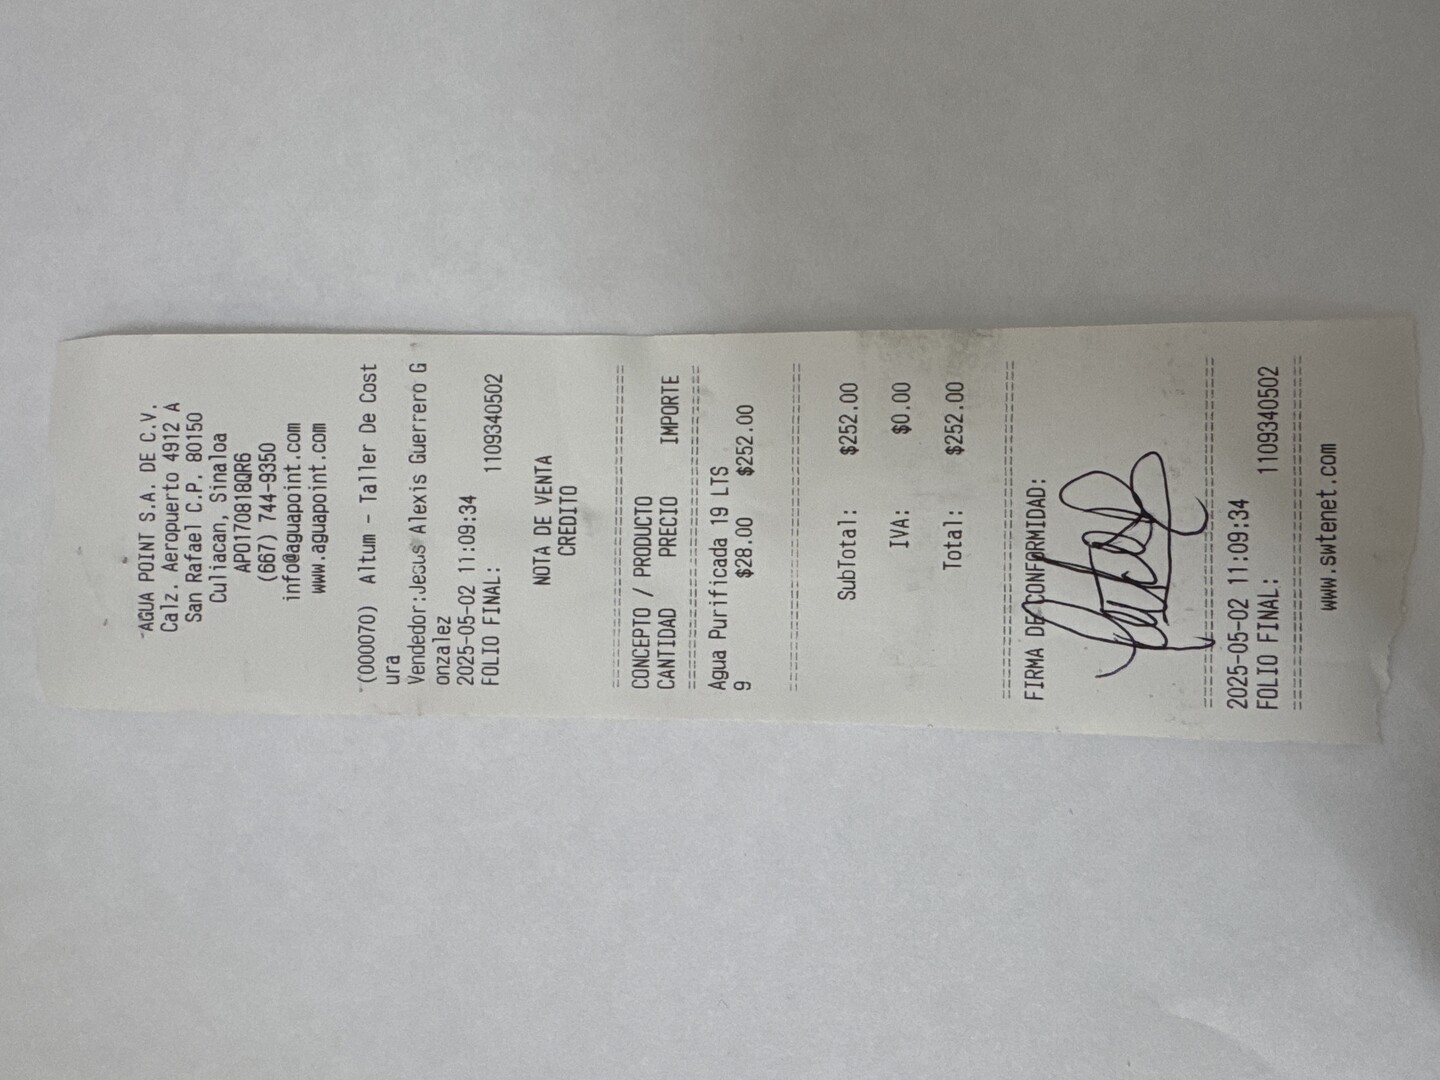 AGUA POINT S.A. DE C.V.
Calz. Aeropuerto 4912 A
San Rafael C.P. 80150
Culiacan, Sinaloa
APO170818QR6
(667) 744-9350
info@aguapoint.com
www.aguapoint.com
(000070) Altum - Taller De Cost
ura
Vendedor:Jesus Alexis Guerrero G
onzalez
2025-05-02 11:09:34
FOLIO FINAL: 1109340502
NOTA DE VENTA
CREDITO
================================
CONCEPTO / PRODUCTO
CANTIDAD PRECIO IMPORTE
================================
Agua Purificada 19 LTS
9 $28.00 $252.00
================================
SubTotal: $252.00
IVA: $0.00
Total: $252.00
================================
FIRMA DE CONFORMIDAD:
================================
2025-05-02 11:09:34
FOLIO FINAL: 1109340502
================================
www.swtenet.com